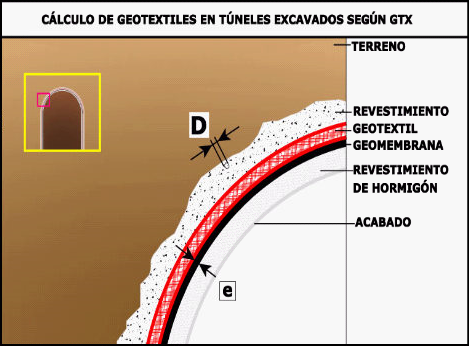 CÁLCULO DE GEOTEXTILES EN TÚNELES EXCAVADOS SEGÚN GTX
TERRENO
D
REVESTIMIENTO
GEOTEXTIL
GEOMEMBRANA
REVESTIMIENTO
DE HORMIGÓN
ACABADO
e